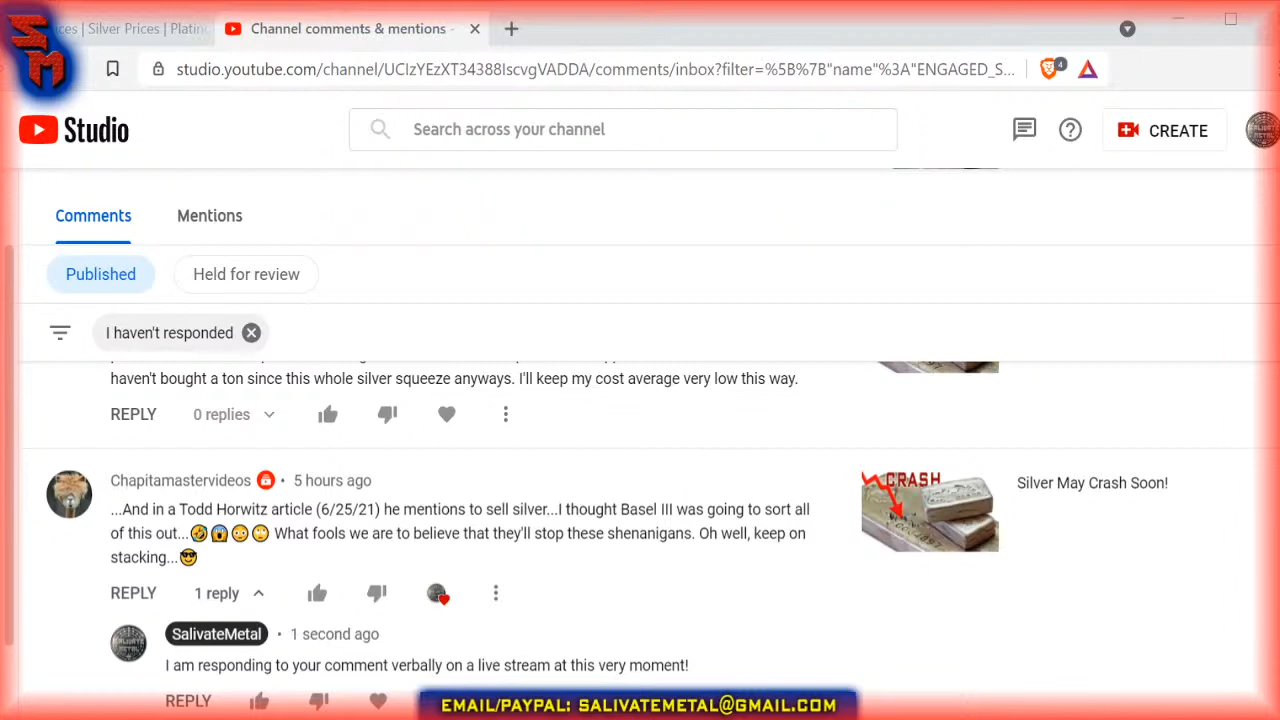 SM
ces | Silver Prices | Platin
Channel comments & mentions -
studio.youtube.com/channel/UCIzYEzXT34388IscvgVADDA/comments/inbox?filter=%5B%7B"name"%3A"ENGAGED_S...
4
Studio
Search across your channel
CREATE
Comments
Mentions
Published
Held for review
I haven't responded
haven't bought a ton since this whole silver squeeze anyways. I'll keep my cost average very low this way.
REPLY
0 replies
Chapitamastervideos • 5 hours ago
CRASH
Silver May Crash Soon!
...And in a Todd Horwitz article (6/25/21) he mentions to sell silver...I thought Basel III was going to sort all
of this out...🤣😱😳🙄 What fools we are to believe that they'll stop these shenanigans. Oh well, keep on
stacking...😎
REPLY
1 reply
SalivateMetal • 1 second ago
I am responding to your comment verbally on a live stream at this very moment!
REPLY
EMAIL/PAYPAL: SALIVATEMETAL@GMAIL.COM